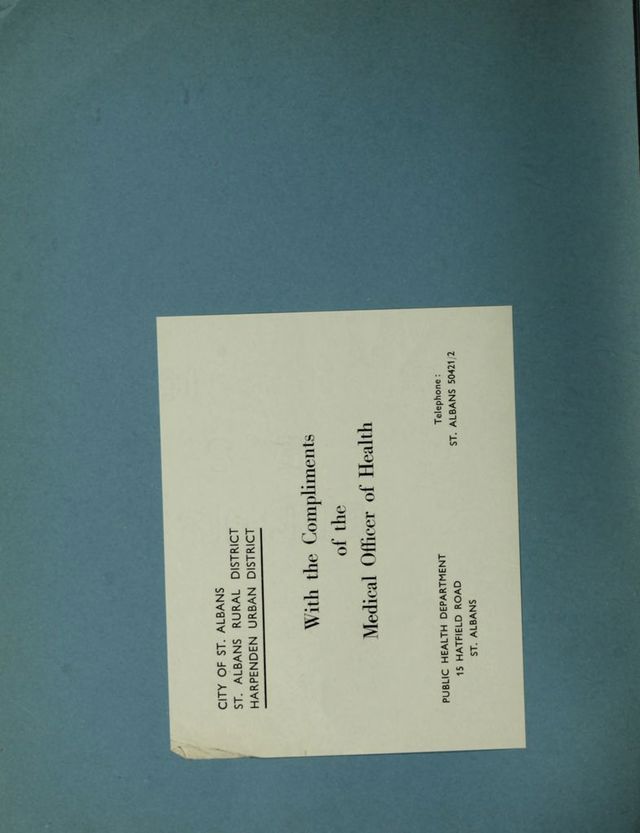 CITY OF ST. ALBANS
ST. ALBANS RURAL DISTRICT
HARPENDEN URBAN DISTRICT
With the Compliments
of the
Medical Officer of Health
PUBLIC HEALTH DEPARTMENT
15 HATFIELD ROAD
ST. ALBANS
Telephone:
ST. ALBANS 50421/2